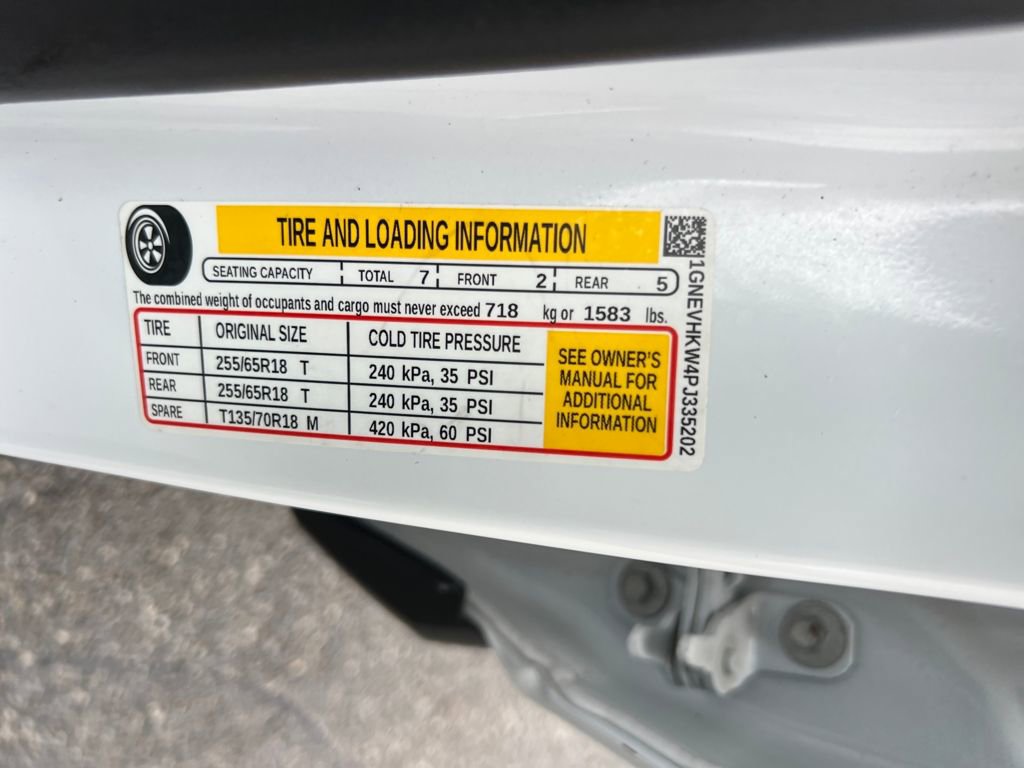 TIRE AND LOADING INFORMATION
SEATING CAPACITY TOTAL 7 FRONT 2 REAR 5
The combined weight of occupants and cargo must never exceed 718 kg or 1583 lbs.
TIRE ORIGINAL SIZE COLD TIRE PRESSURE
FRONT 255/65R18 T 240 kPa, 35 PSI
REAR 255/65R18 T 240 kPa, 35 PSI
SPARE T135/70R18 M 420 kPa, 60 PSI
SEE OWNER'S
MANUAL FOR
ADDITIONAL
INFORMATION
1GNEVHKW4PJ335202